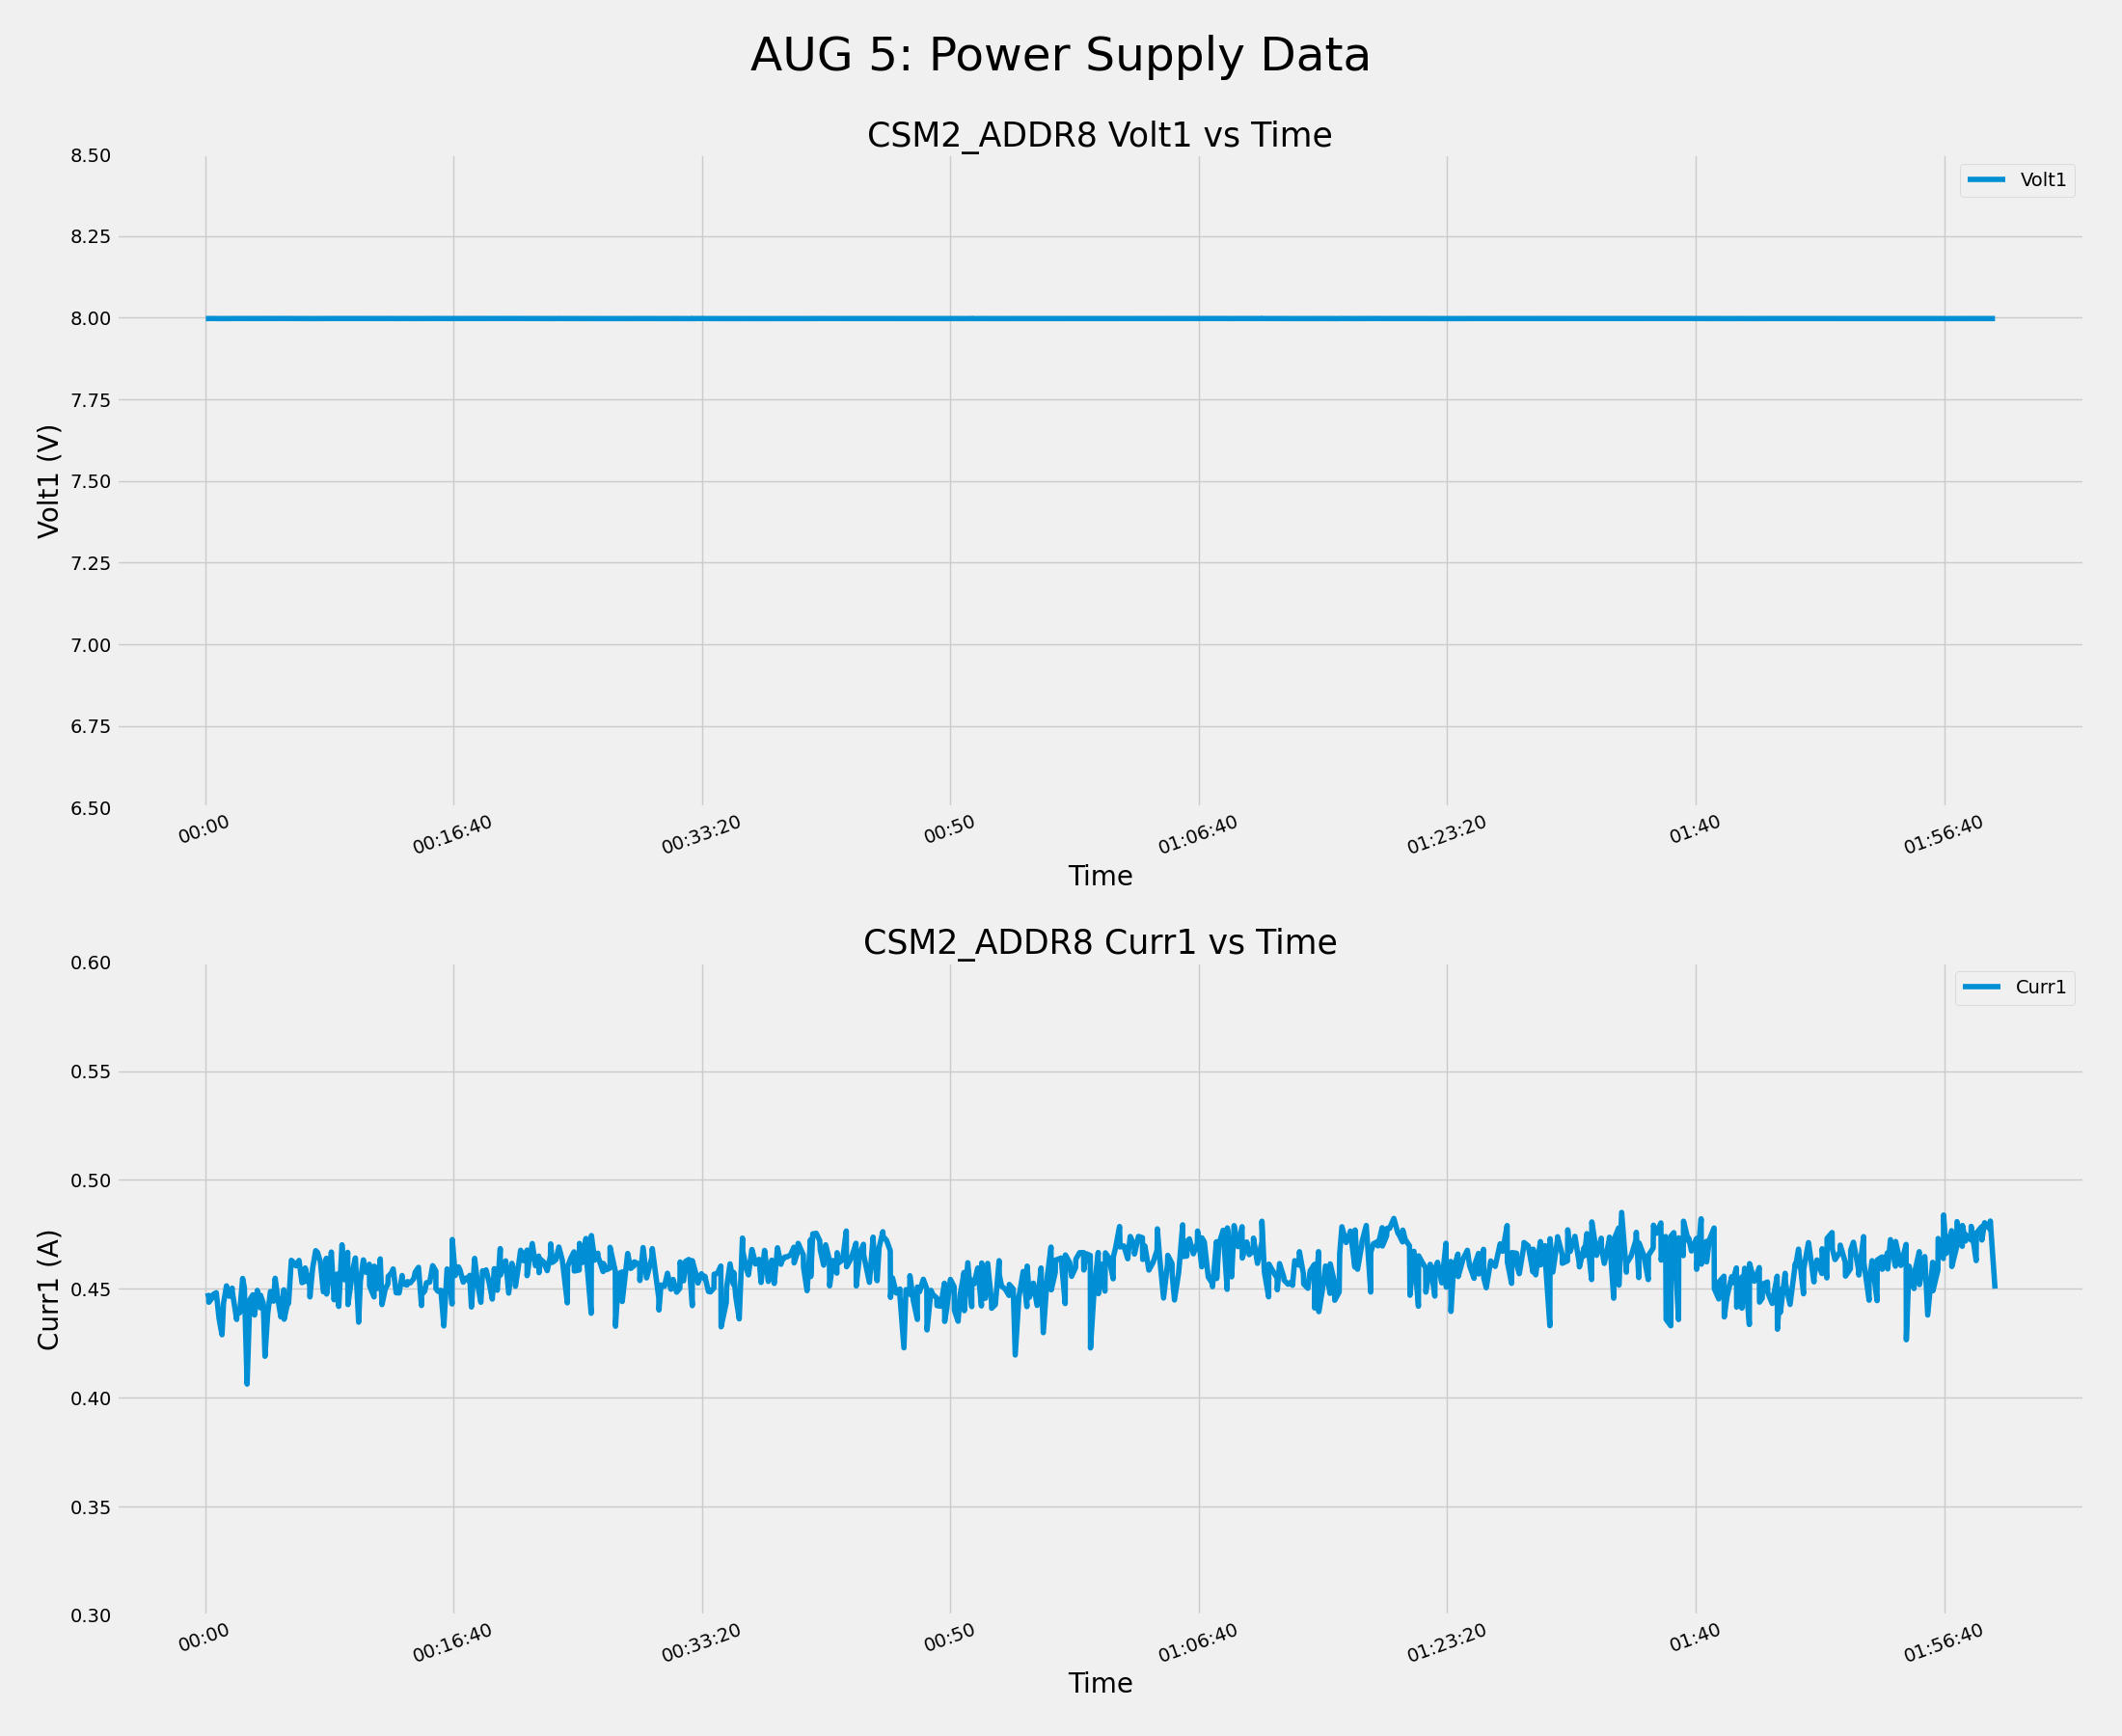 AUG 5: Power Supply Data
CSM2_ADDR8 Volt1 vs Time
8.50
8.25
8.00
7.75
7.50
7.25
7.00
6.75
6.50
Volt1 (V)
Volt1
00:00 00:16:40 00:33:20 00:50 01:06:40 01:23:20 01:40 01:56:40
Time
CSM2_ADDR8 Curr1 vs Time
0.60
0.55
0.50
0.45
0.40
0.35
0.30
Curr1 (A)
Curr1
00:00 00:16:40 00:33:20 00:50 01:06:40 01:23:20 01:40 01:56:40
Time